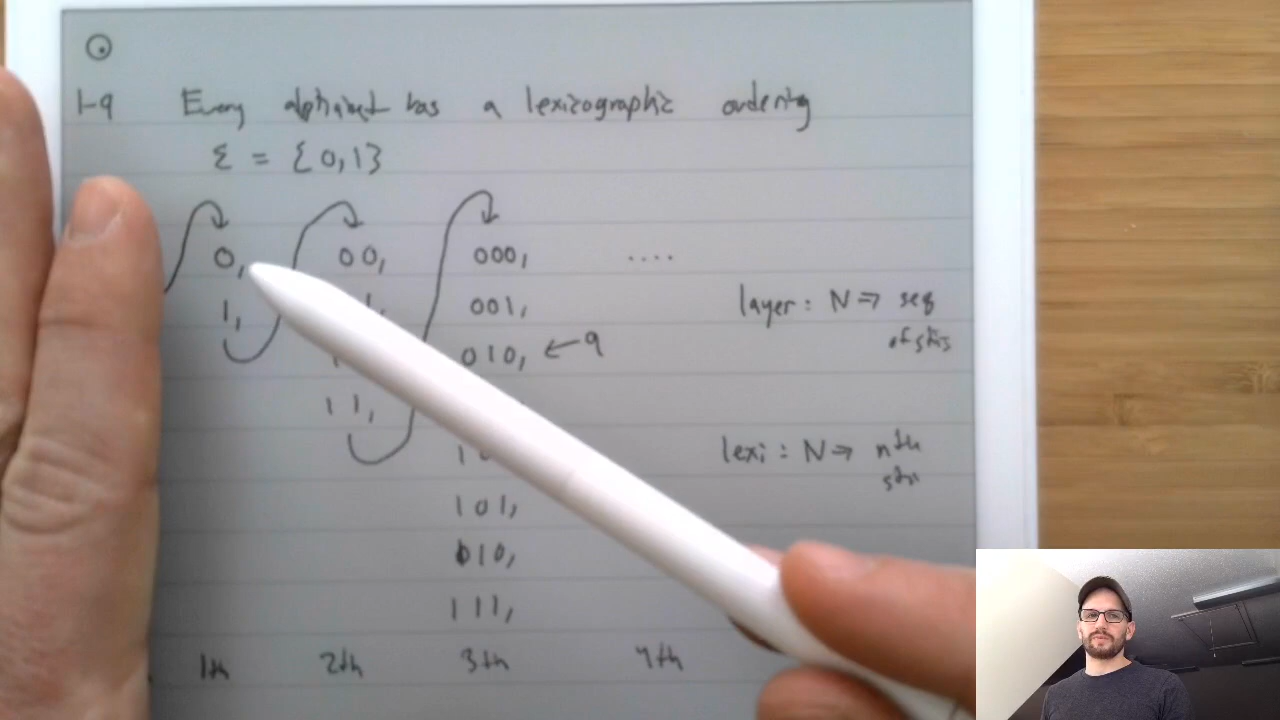 1-9 Every alphabet has a lexicographic ordering
Σ = {0,1}
0, 00, 000, ....
1, 001,
layer : N → seq
of strs
010, ← 9
11,
lexi : N → nth
str
101,
010,
111,
1th 2th 3th 4th